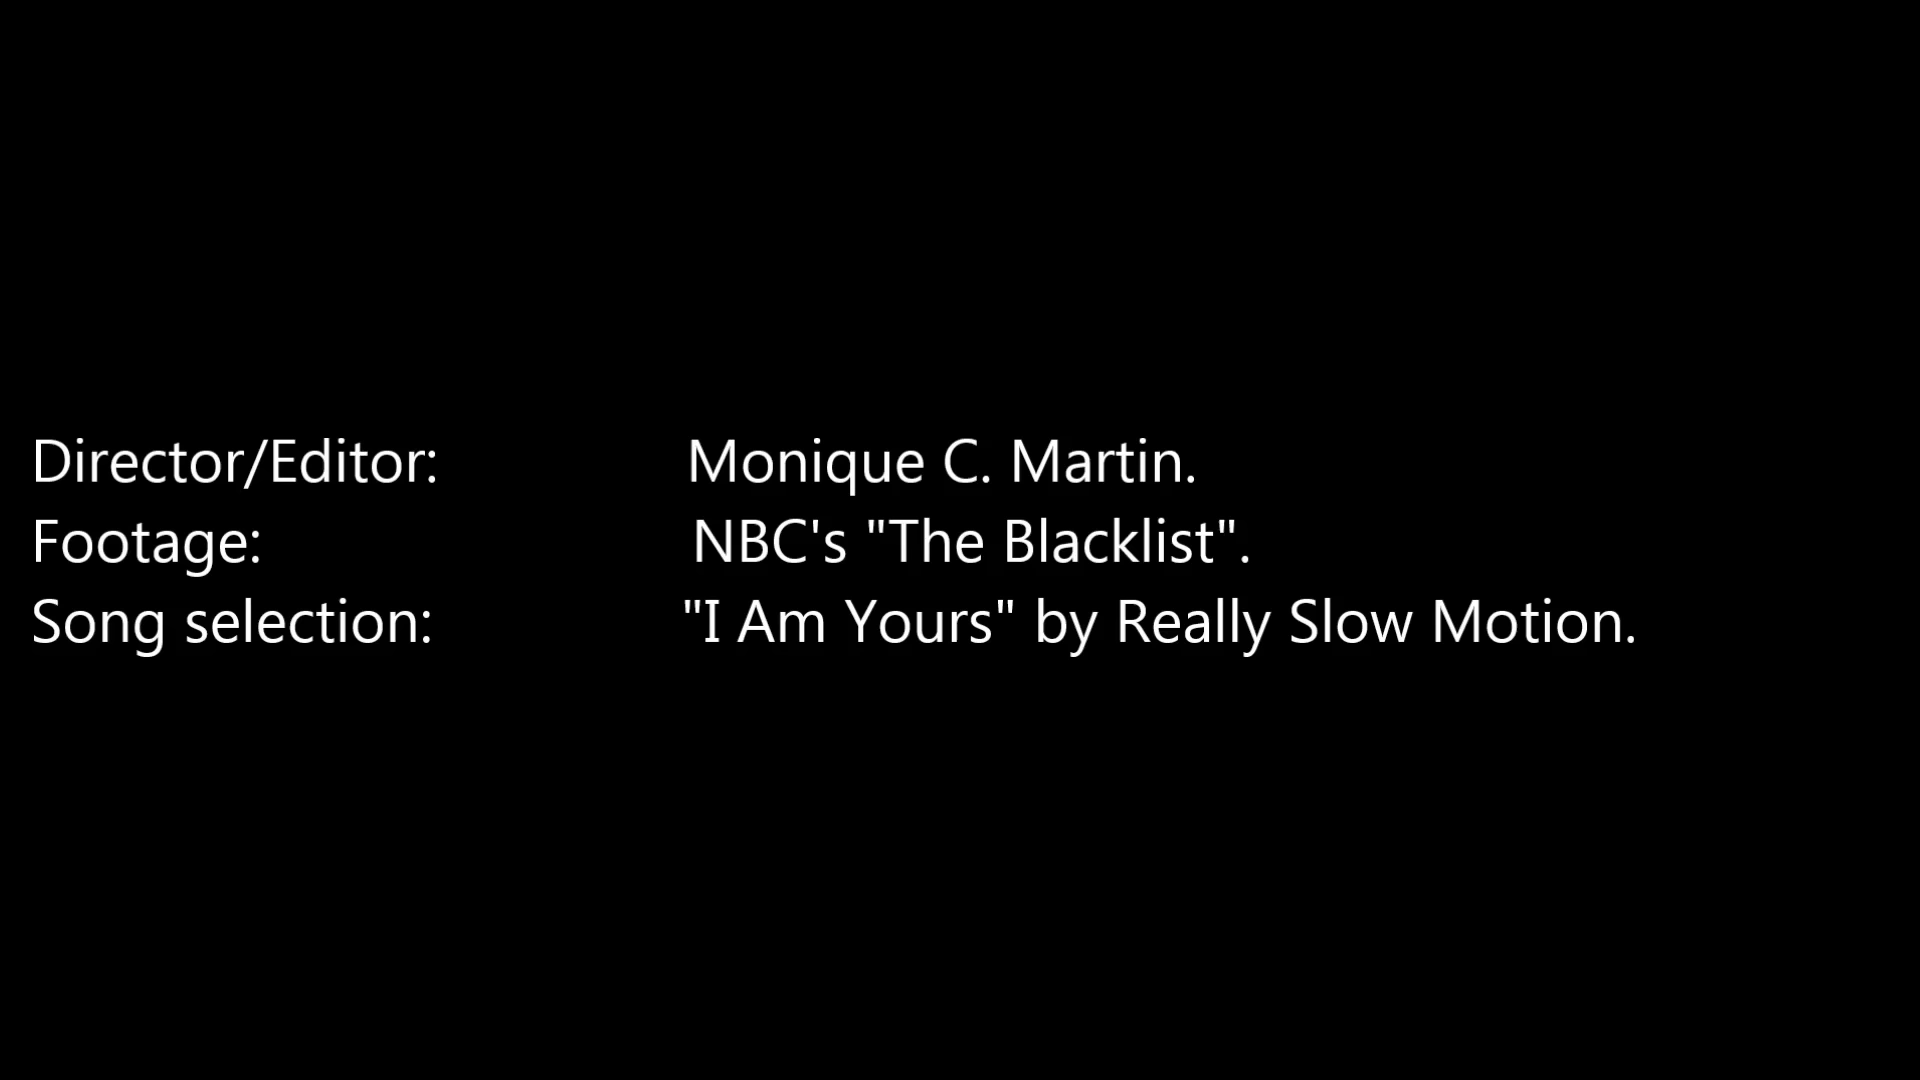 Director/Editor: Monique C. Martin.
Footage: NBC's "The Blacklist".
Song selection: "I Am Yours" by Really Slow Motion.